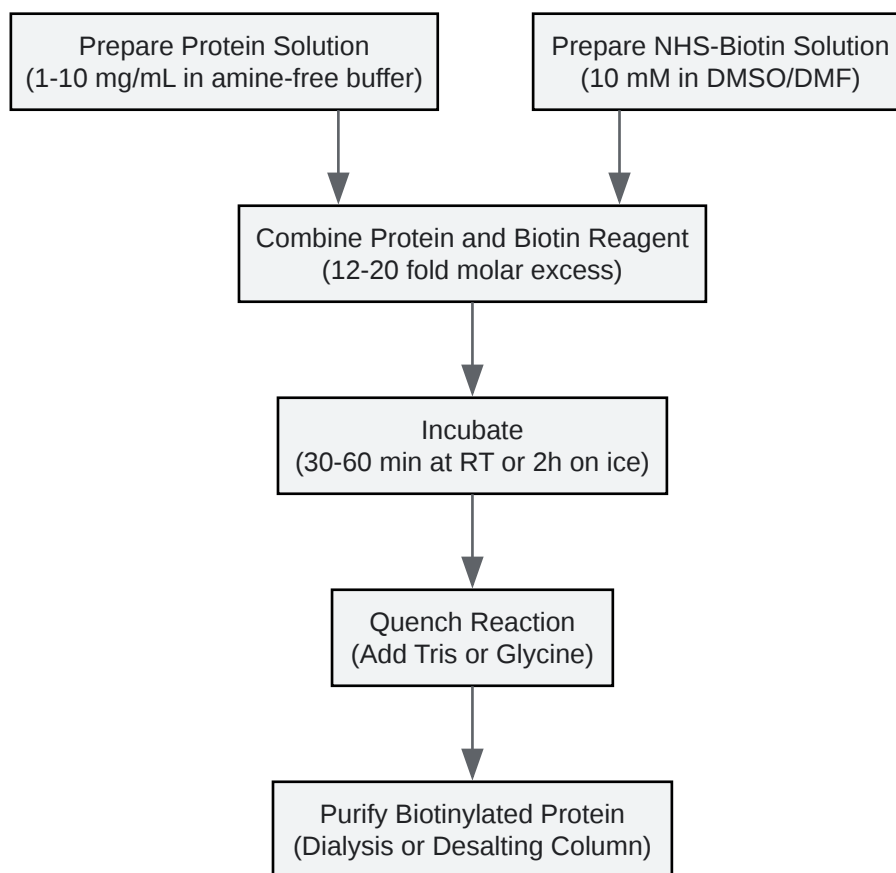 Prepare Protein Solution
(1-10 mg/mL in amine-free buffer)
Prepare NHS-Biotin Solution
(10 mM in DMSO/DMF)
Combine Protein and Biotin Reagent
(12-20 fold molar excess)
Incubate
(30-60 min at RT or 2h on ice)
Quench Reaction
(Add Tris or Glycine)
Purify Biotinylated Protein
(Dialysis or Desalting Column)